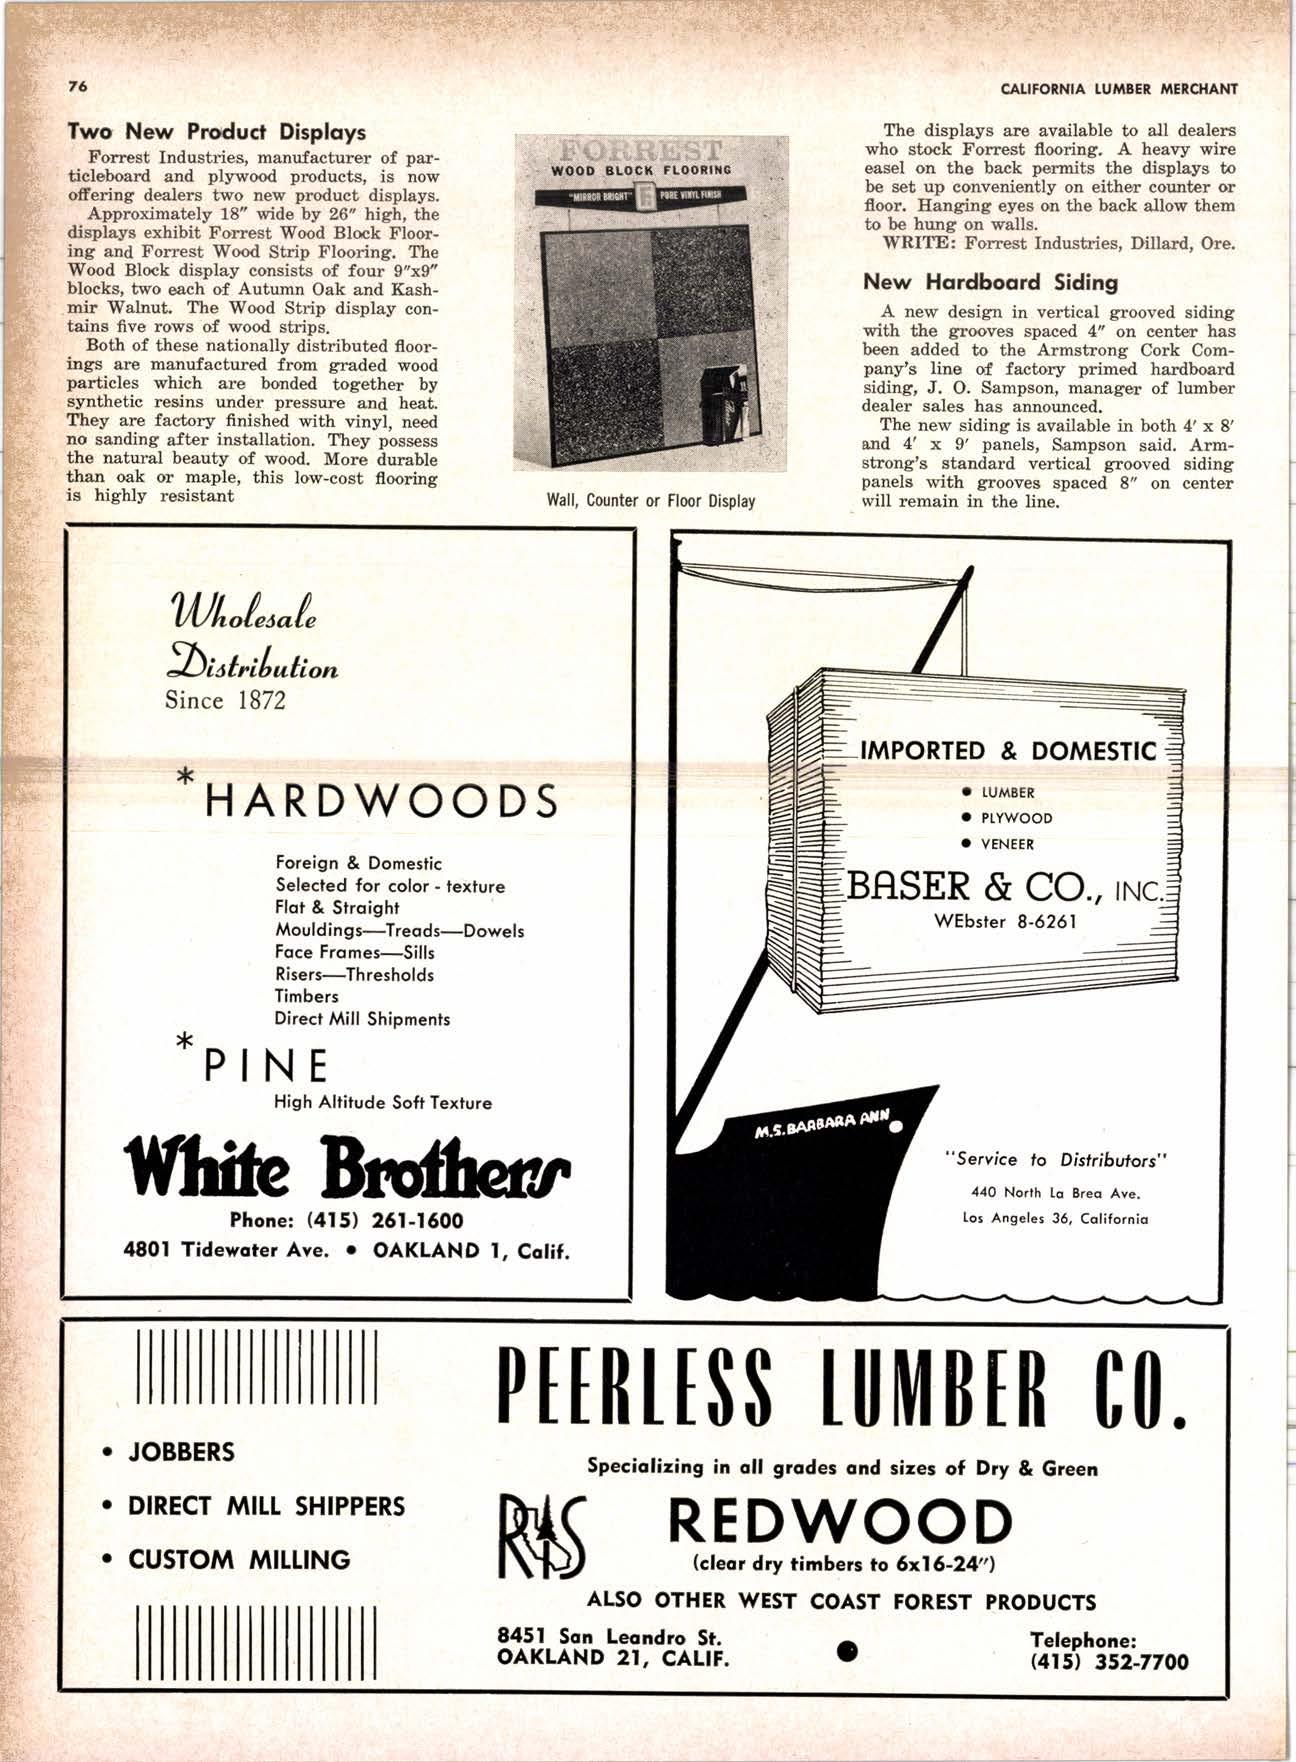 76
CALIFORNIA LUMBER MERCHANT
Two New Product Displays
Forrest Industries, manufacturer of par-
ticleboard and plywood products, is now
offering dealers two new product displays.
Approximately 18″ wide by 26″ high, the
displays exhibit Forrest Wood Block Floor-
ing and Forrest Wood Strip Flooring. The
Wood Block display consists of four 9″x9″
blocks, two each of Autumn Oak and Kash-
mir Walnut. The Wood Strip display con-
tains five rows of wood strips.
Both of these nationally distributed floor-
ings are manufactured from graded wood
particles which are bonded together by
synthetic resins under pressure and heat.
They are factory finished with vinyl, need
no sanding after installation. They possess
the natural beauty of wood. More durable
than oak or maple, this low-cost flooring
is highly resistant
FORREST
WOOD BLOCK FLOORING
"MIRROR BRIGHT" F PURE VINYL FINISH
Wall, Counter or Floor Display
The displays are available to all dealers
who stock Forrest flooring. A heavy wire
easel on the back permits the displays to
be set up conveniently on either counter or
floor. Hanging eyes on the back allow them
to be hung on walls.
WRITE: Forrest Industries, Dillard, Ore.
New Hardboard Siding
A new design in vertical grooved siding
with the grooves spaced 4″ on center has
been added to the Armstrong Cork Com-
pany's line of factory primed hardboard
siding, J. O. Sampson, manager of lumber
dealer sales has announced.
The new siding is available in both 4′ x 8′
and 4′ x 9′ panels, Sampson said. Arm-
strong's standard vertical grooved siding
panels with grooves spaced 8″ on center
will remain in the line.
Wholesale
Distribution
Since 1872
*HARDWOODS
Foreign & Domestic
Selected for color - texture
Flat & Straight
Mouldings—Treads—Dowels
Face Frames—Sills
Risers—Thresholds
Timbers
Direct Mill Shipments
*PINE
High Altitude Soft Texture
White Brothers
Phone: (415) 261-1600
4801 Tidewater Ave. • OAKLAND 1, Calif.
IMPORTED & DOMESTIC
• LUMBER
• PLYWOOD
• VENEER
BASER & CO., INC.
WEbster 8-6261
M.S. BARBARA ANN
"Service to Distributors"
440 North La Brea Ave.
Los Angeles 36, California
• JOBBERS
• DIRECT MILL SHIPPERS
• CUSTOM MILLING
PEERLESS LUMBER CO.
Specializing in all grades and sizes of Dry & Green
RIS
REDWOOD
(clear dry timbers to 6x16-24″)
ALSO OTHER WEST COAST FOREST PRODUCTS
8451 San Leandro St.
OAKLAND 21, CALIF.
•
Telephone:
(415) 352-7700